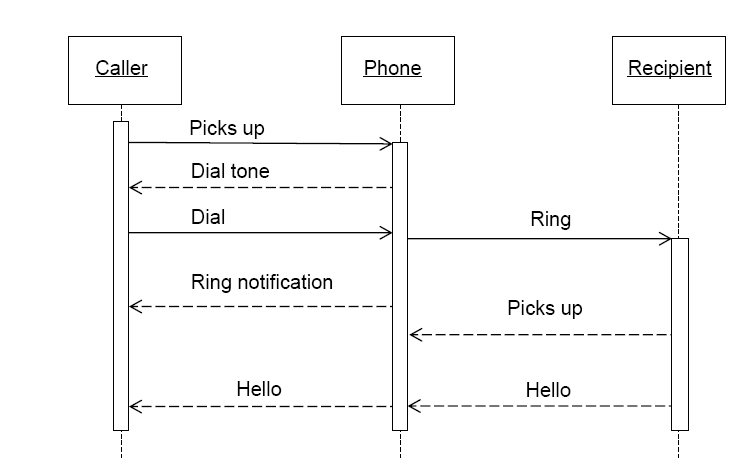 Caller
Phone
Recipient
Picks up
Dial tone
Dial
Ring
Ring notification
Picks up
Hello
Hello